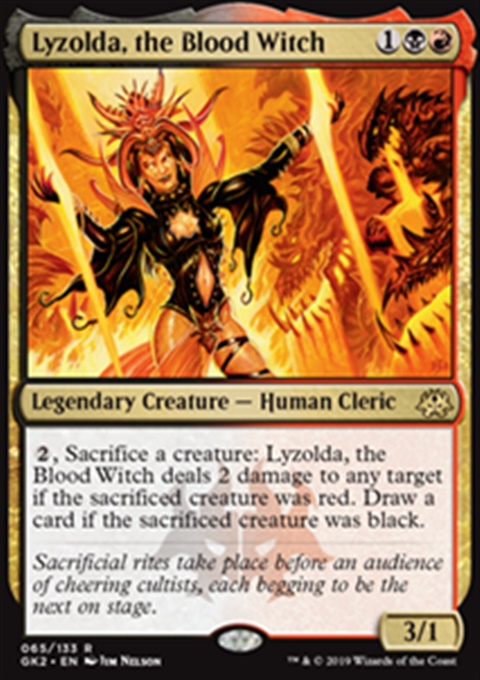 Lyzolda, the Blood Witch 1
Legendary Creature — Human Cleric
2, Sacrifice a creature: Lyzolda, the
Blood Witch deals 2 damage to any target
if the sacrificed creature was red. Draw a
card if the sacrificed creature was black.
Sacrificial rites take place before an audience
of cheering cultists, each begging to be the
next on stage.
3/1
065/133 R
GK2 • EN Jim Nelson ™ & © 2019 Wizards of the Coast